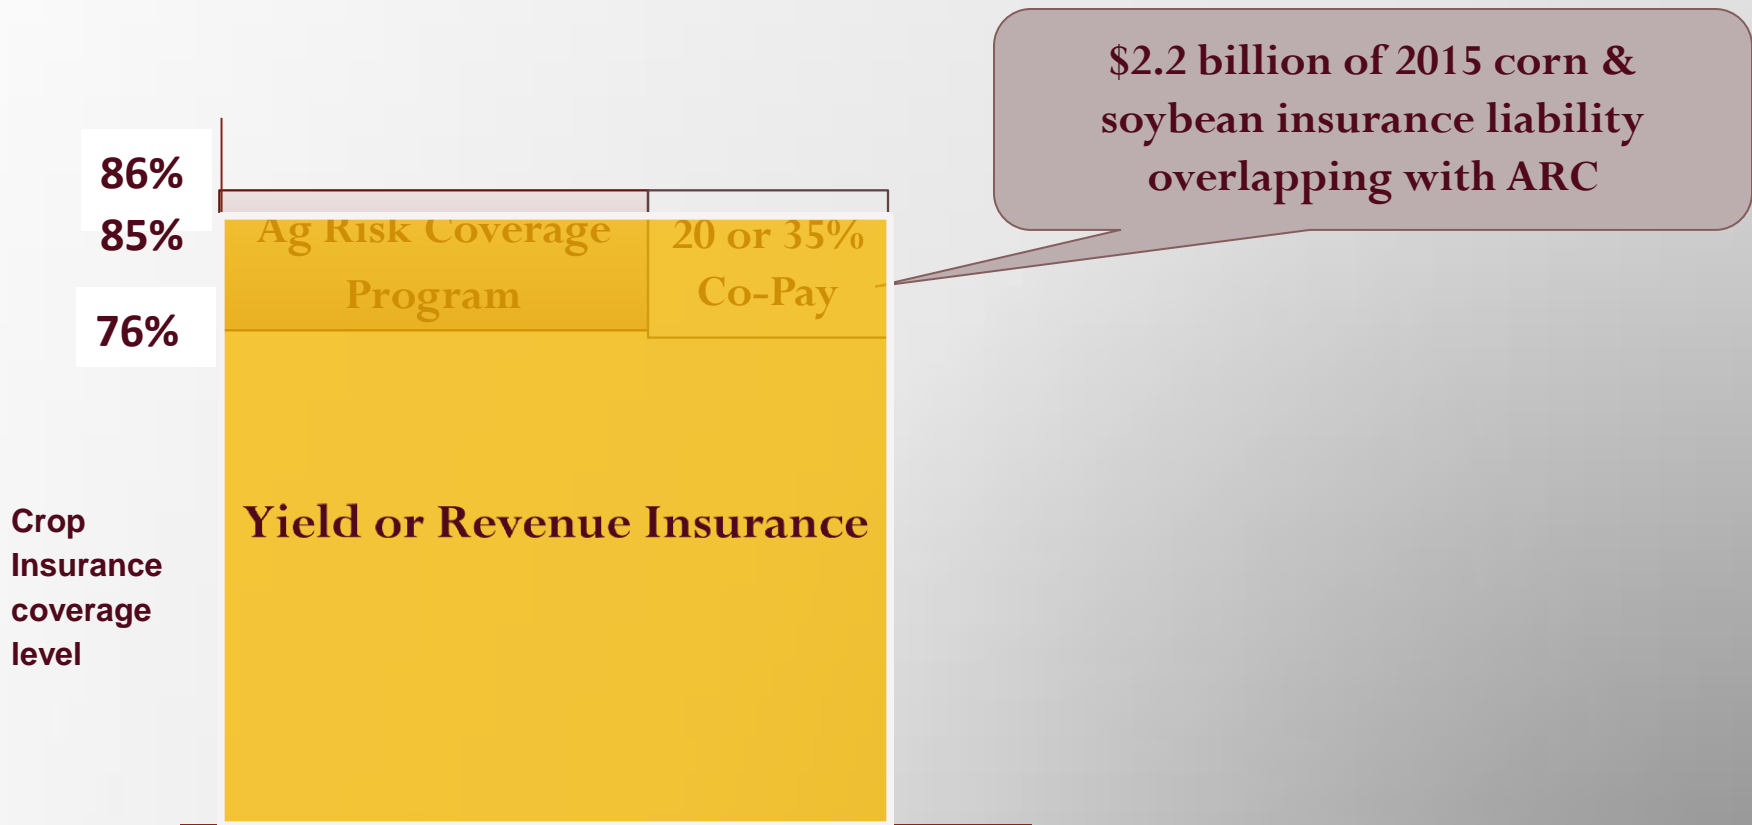 $2.2 billion of 2015 corn &
soybean insurance liability
overlapping with ARC
86%
85%
76%
Ag Risk Coverage
Program
20 or 35%
Co-Pay
Yield or Revenue Insurance
Crop
Insurance
coverage
level